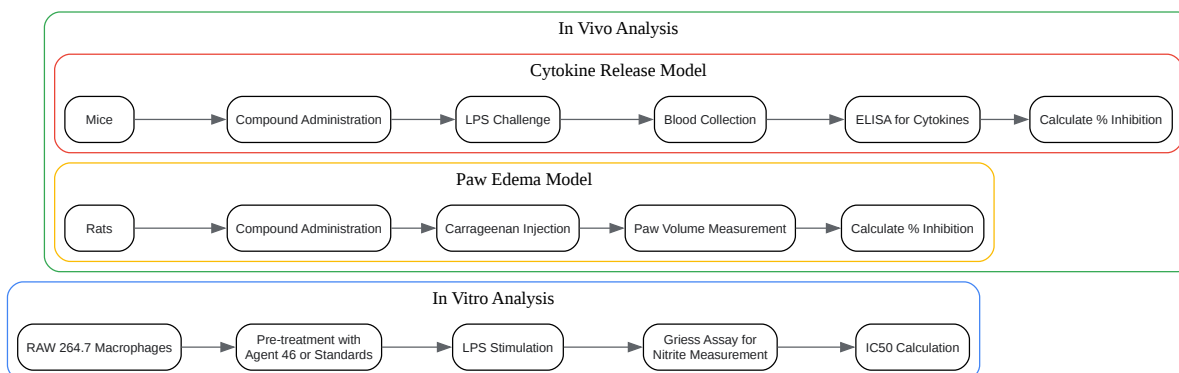 In Vivo Analysis
Cytokine Release Model
Mice
Compound Administration
LPS Challenge
Blood Collection
ELISA for Cytokines
Calculate % Inhibition
Paw Edema Model
Rats
Compound Administration
Carrageenan Injection
Paw Volume Measurement
Calculate % Inhibition
In Vitro Analysis
RAW 264.7 Macrophages
Pre-treatment with
Agent 46 or Standards
LPS Stimulation
Griess Assay for
Nitrite Measurement
IC50 Calculation